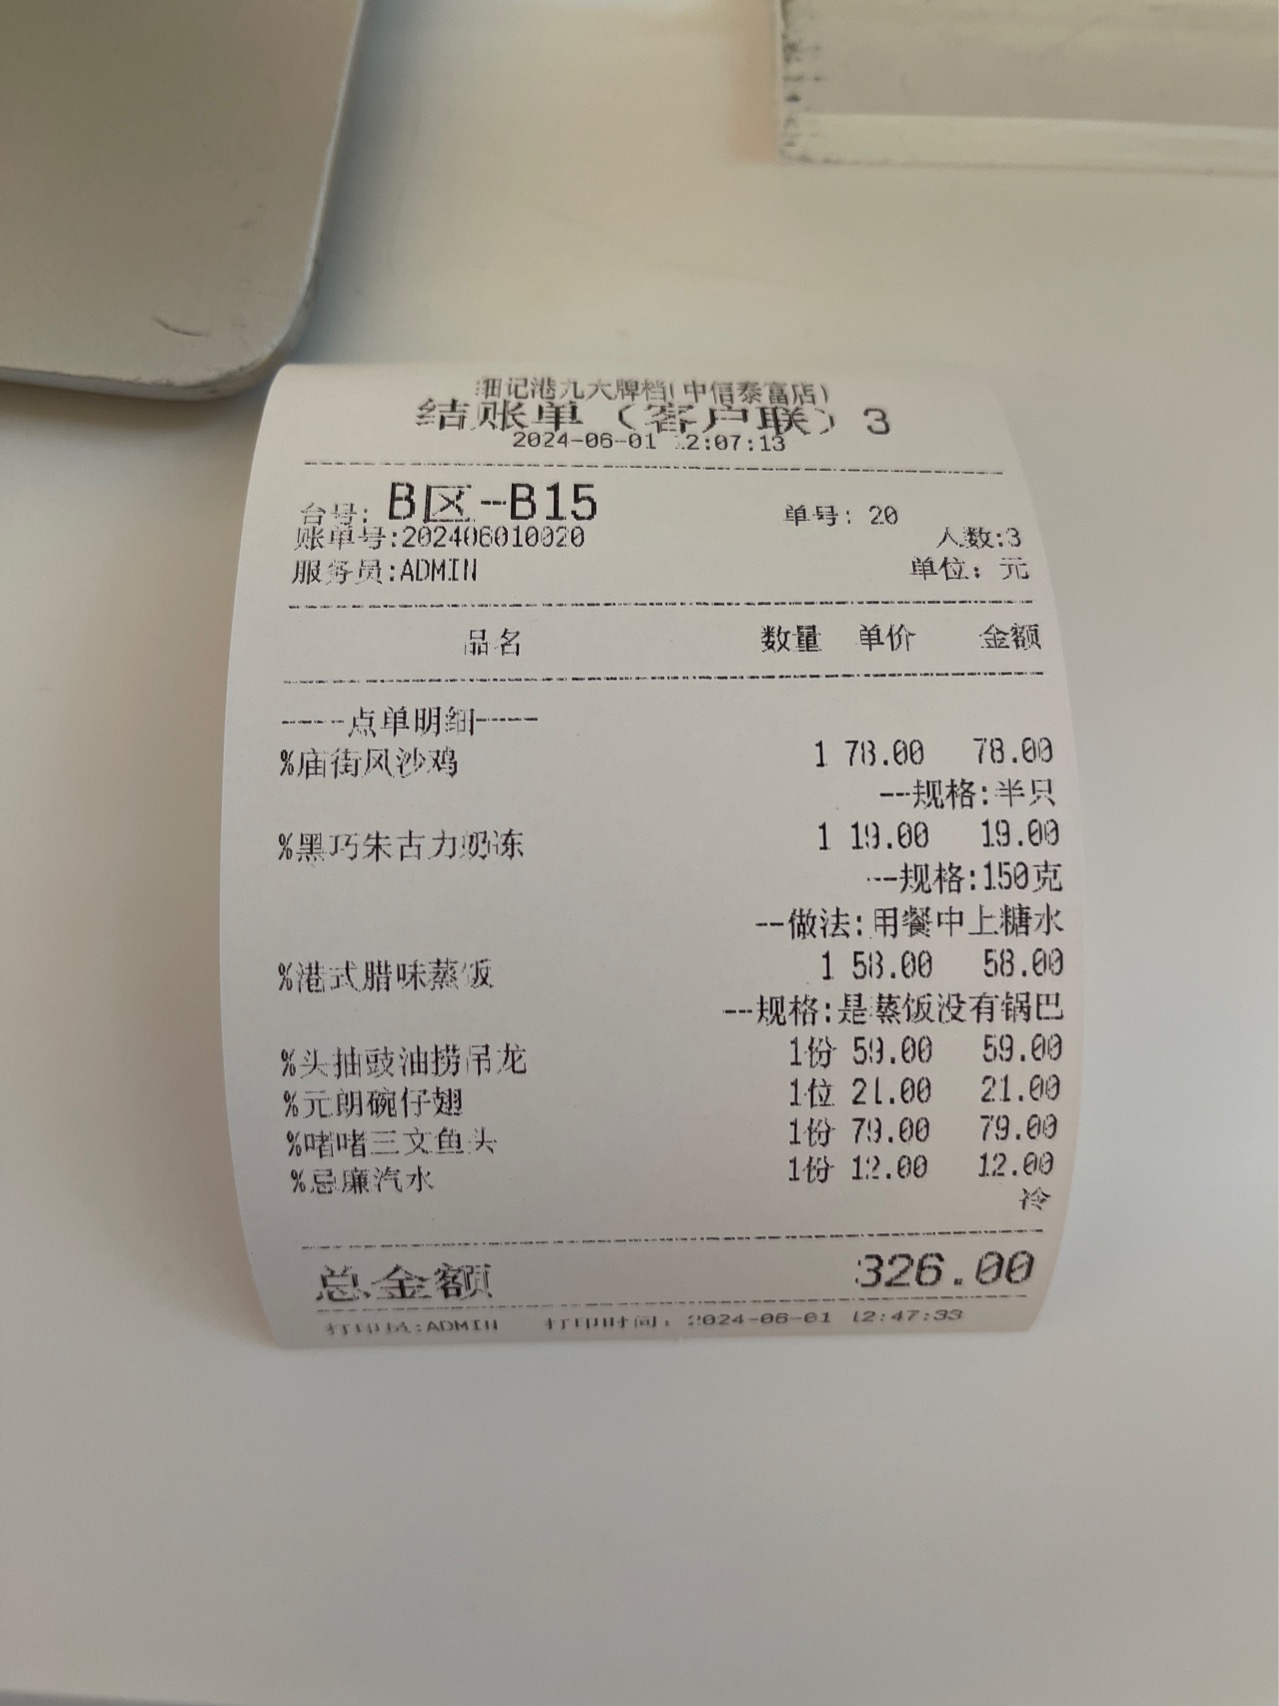 细记港九大牌档(中信泰富店)
结账单（客户联）3
2024-06-01 12:07:13
台号: B区-B15 单号: 20
账单号:202406010020 人数:3
服务员:ADMIN 单位: 元
品名 数量 单价 金额
-----点单明细-----
%庙街风沙鸡 1 78.00 78.00
---规格:半只
%黑巧朱古力奶冻 1 19.00 19.00
---规格:150克
--做法:用餐中上糖水
%港式腊味蒸饭 1 58.00 58.00
---规格:是蒸饭没有锅巴
%头抽豉油捞吊龙 1份 59.00 59.00
%元朗碗仔翅 1位 21.00 21.00
%啫啫三文鱼头 1份 79.00 79.00
%忌廉汽水 1份 12.00 12.00
冷
总金额 326.00
打印员:ADMIN 打印时间: 2024-06-01 12:47:33